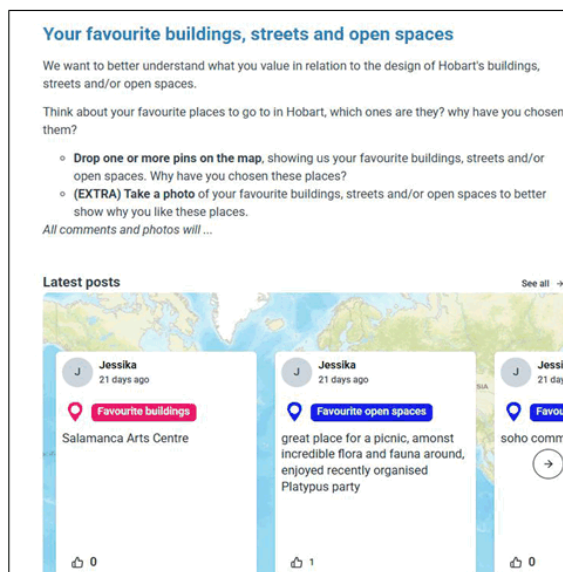 Your favourite buildings, streets and open spaces
We want to better understand what you value in relation to the design of Hobart's buildings,
streets and/or open spaces.
Think about your favourite places to go to in Hobart, which ones are they? why have you chosen
them?
Drop one or more pins on the map, showing us your favourite buildings, streets and/or
open spaces. Why have you chosen these places?
(EXTRA) Take a photo of your favourite buildings, streets and/or open spaces to better
show why you like these places.
All comments and photos will ...
Latest posts
See all →
J
Jessika
21 days ago
Favourite buildings
Salamanca Arts Centre
0
J
Jessika
21 days ago
Favourite open spaces
great place for a picnic, amonst
incredible flora and fauna around,
enjoyed recently organised
Platypus party
1
J
Jessi
21 day
Favou
soho comm
0